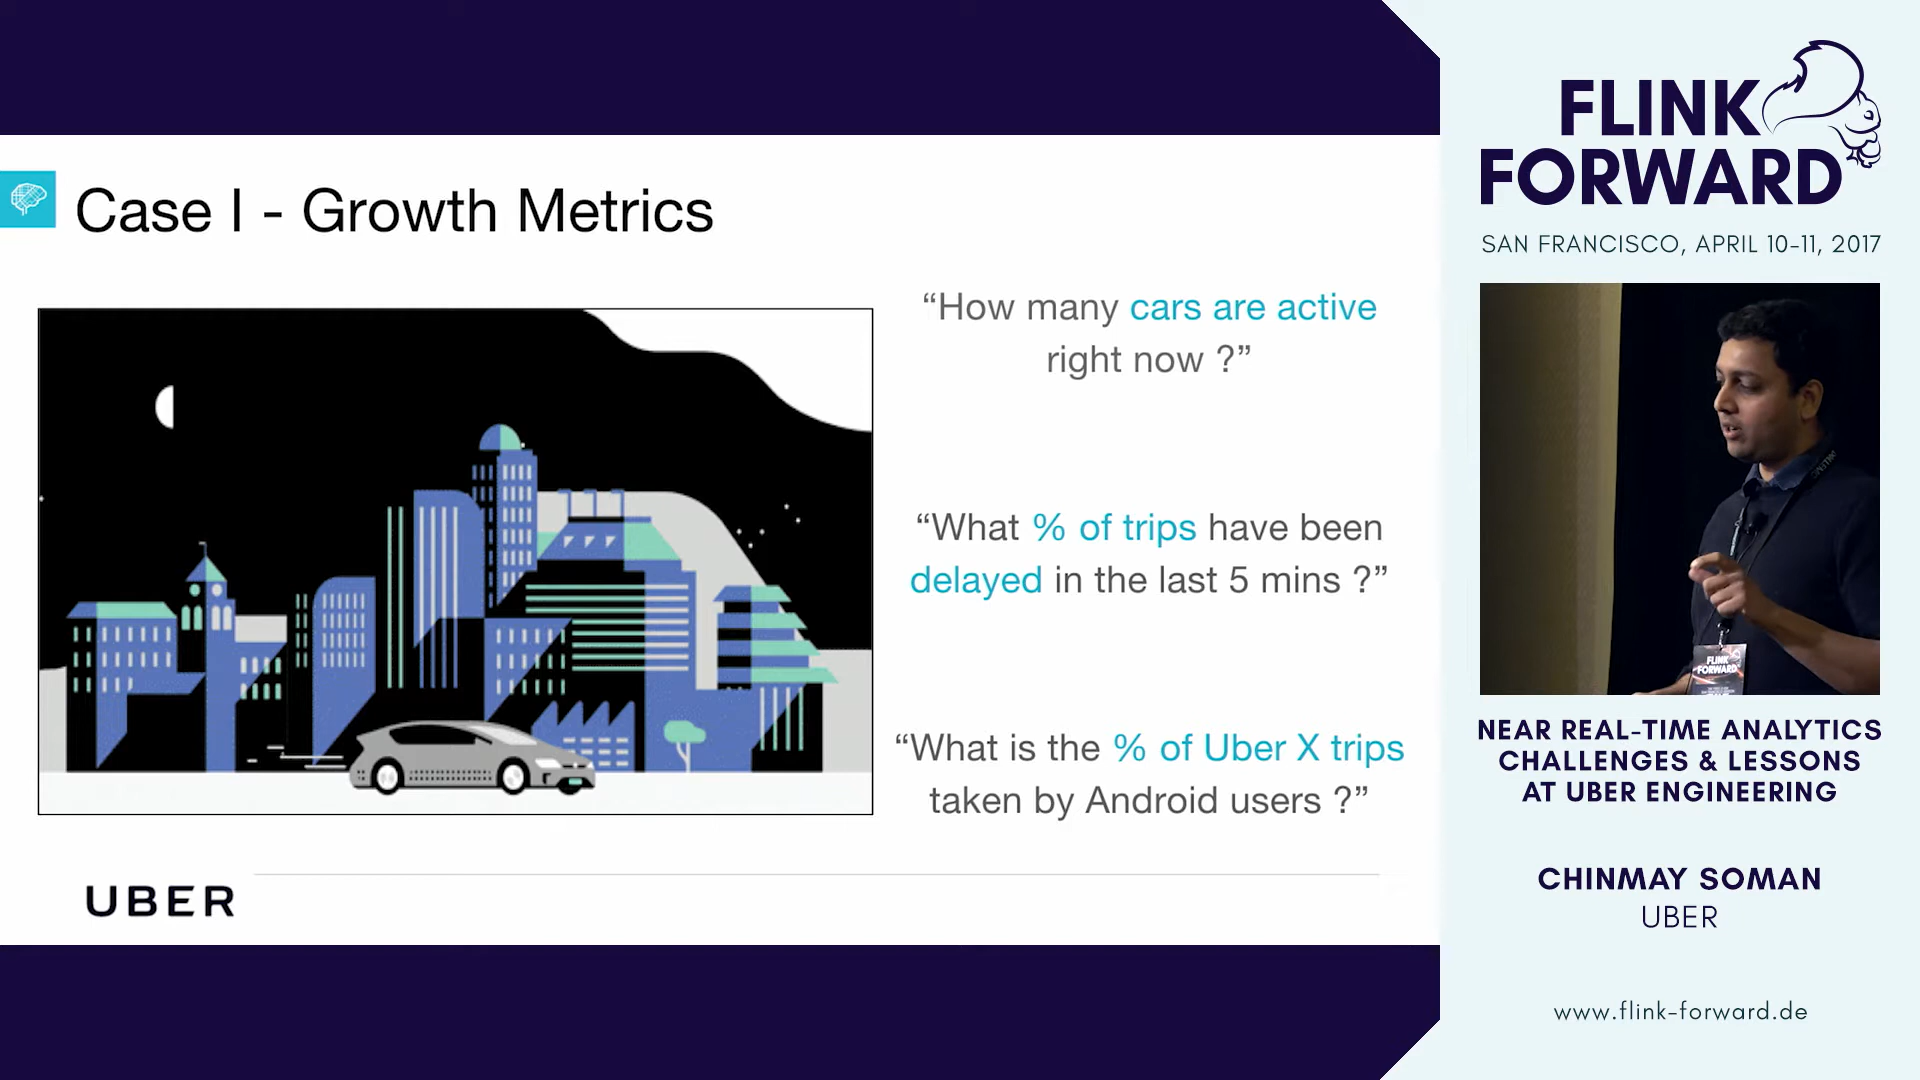 Case I - Growth Metrics
“How many cars are active
right now ?”
“What % of trips have been
delayed in the last 5 mins ?”
“What is the % of Uber X trips
taken by Android users ?”
UBER
FLINK
FORWARD
SAN FRANCISCO, APRIL 10-11, 2017
FLINK
FORWARD
NEAR REAL-TIME ANALYTICS
CHALLENGES & LESSONS
AT UBER ENGINEERING
CHINMAY SOMAN
UBER
www.flink-forward.de